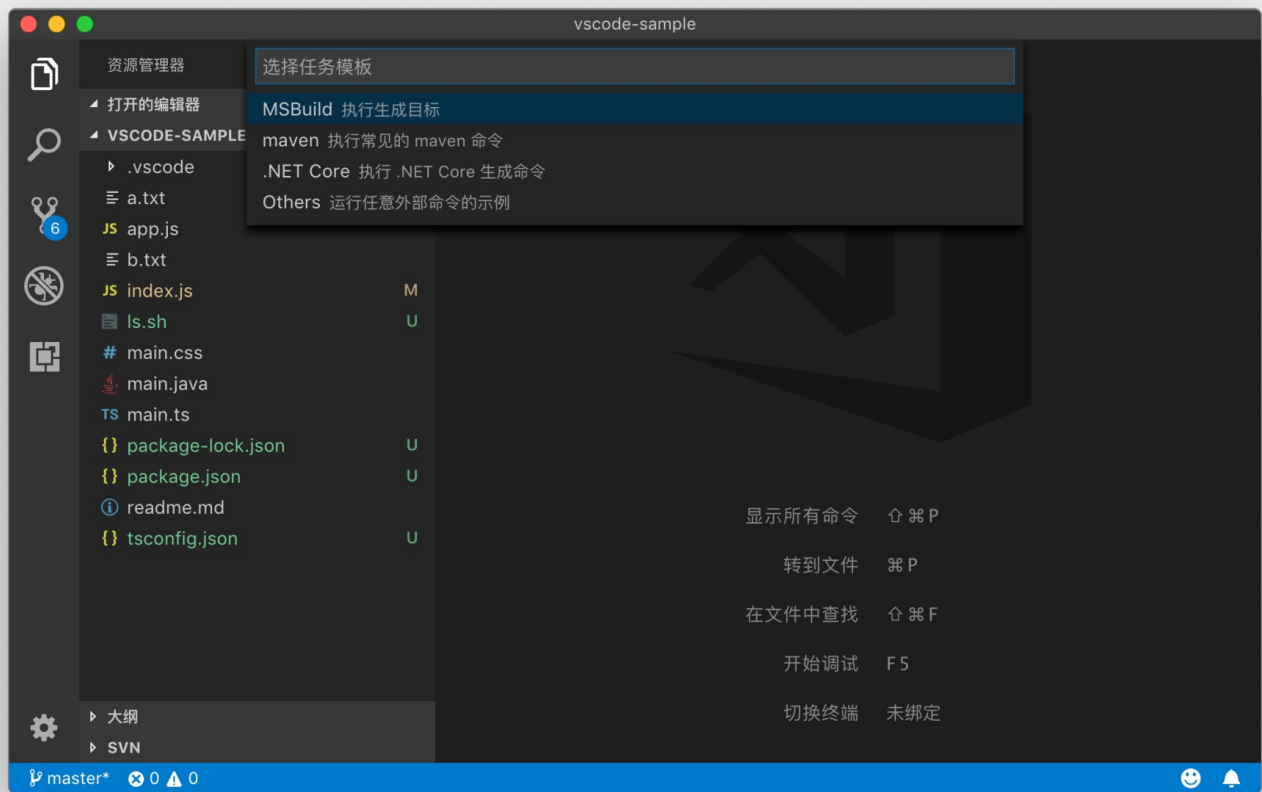 vscode-sample
资源管理器
选择任务模板
MSBuild 执行生成目标
maven 执行常见的 maven 命令
.NET Core 执行 .NET Core 生成命令
Others 运行任意外部命令的示例
打开的编辑器
VSCODE-SAMPLE
.vscode
a.txt
JS app.js
b.txt
JS index.js M
ls.sh U
# main.css
main.java
TS main.ts
{} package-lock.json U
{} package.json U
readme.md
{} tsconfig.json U
6
显示所有命令 ⇧⌘P
转到文件 ⌘P
在文件中查找 ⇧⌘F
开始调试 F5
切换终端 未绑定
大纲
SVN
master* 0 0